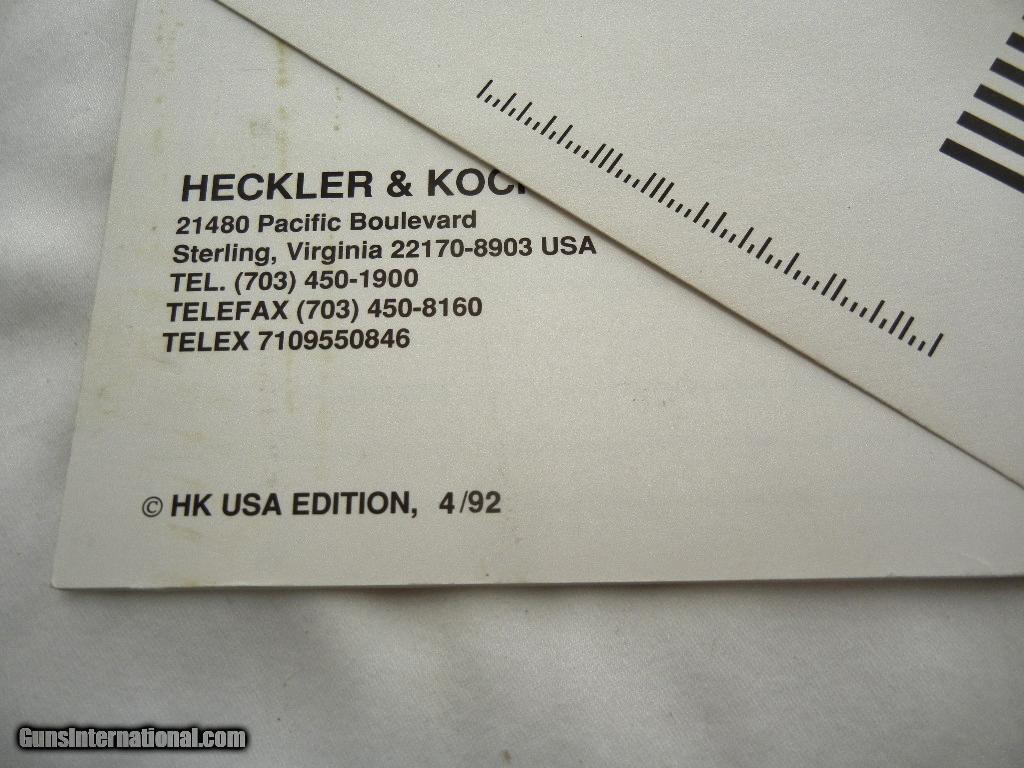 HECKLER & KOCH
21480 Pacific Boulevard
Sterling, Virginia 22170-8903 USA
TEL. (703) 450-1900
TELEFAX (703) 450-8160
TELEX 7109550846
© HK USA EDITION, 4/92
GunsInternational.com